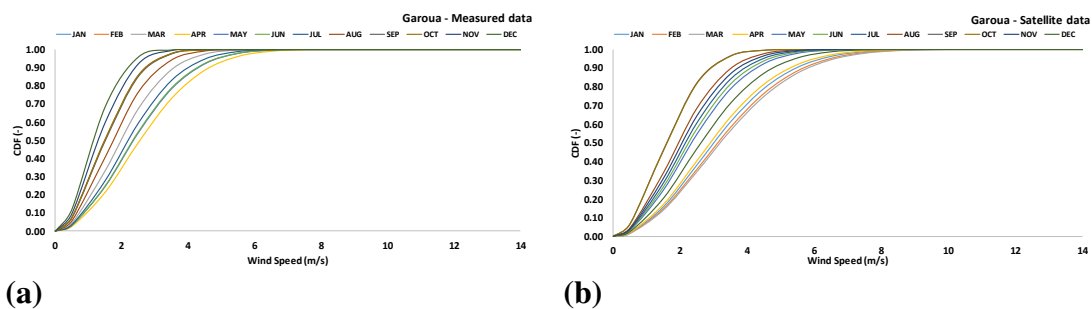 Garoua - Measured data
JAN FEB MAR APR MAY JUN JUL AUG SEP OCT NOV DEC
1.00
0.90
0.80
0.70
0.60
0.50
0.40
0.30
0.20
0.10
0.00
CDF (-)
0 2 4 6 8 10 12 14
Wind Speed (m/s)
(a)
Garoua - Satellite data
JAN FEB MAR APR MAY JUN JUL AUG SEP OCT NOV DEC
1.00
0.90
0.80
0.70
0.60
0.50
0.40
0.30
0.20
0.10
0.00
CDF (-)
0 2 4 6 8 10 12 14
Wind Speed (m/s)
(b)